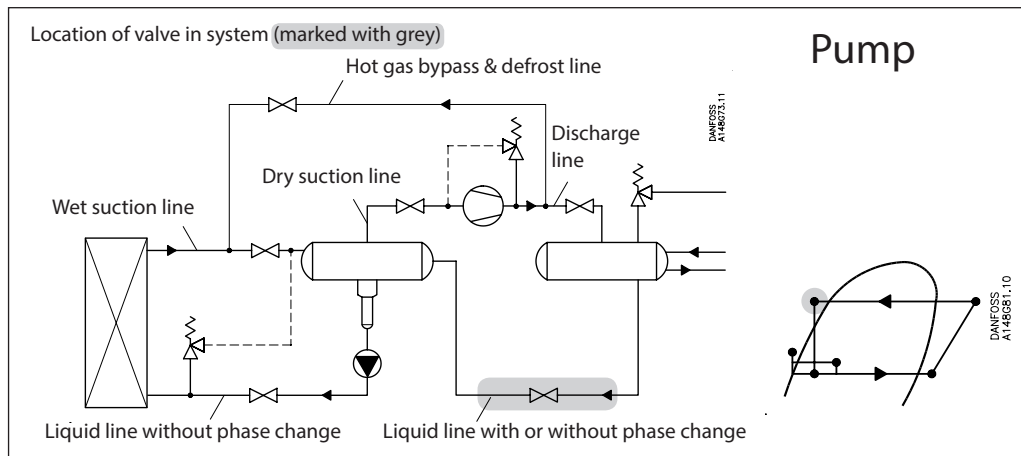 Location of valve in system (marked with grey)
Pump
Hot gas bypass & defrost line
DANFOSS
A148G73.11
Discharge
line
Dry suction line
Wet suction line
DANFOSS
A148G81.10
Liquid line without phase change
Liquid line with or without phase change